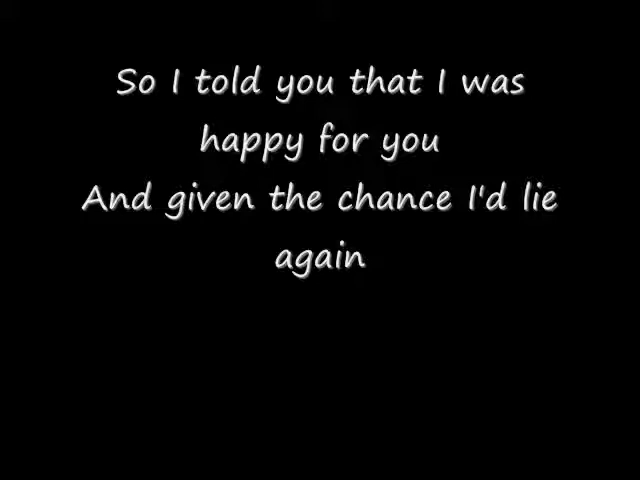 So I told you that I was
happy for you
And given the chance I'd lie
again